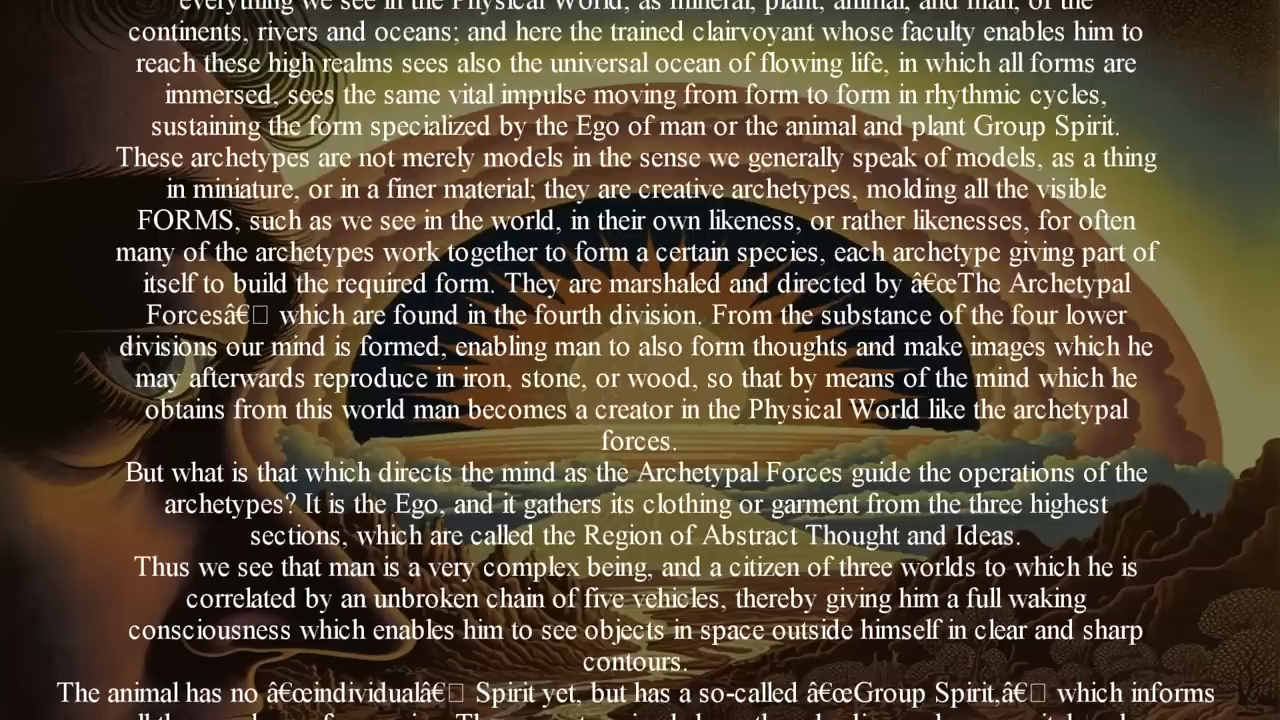 everything we see in the Physical World, as mineral, plant, animal, and man, of the
continents, rivers and oceans; and here the trained clairvoyant whose faculty enables him to
reach these high realms sees also the universal ocean of flowing life, in which all forms are
immersed, sees the same vital impulse moving from form to form in rhythmic cycles,
sustaining the form specialized by the Ego of man or the animal and plant Group Spirit.
These archetypes are not merely models in the sense we generally speak of models, as a thing
in miniature, or in a finer material; they are creative archetypes, molding all the visible
FORMS, such as we see in the world, in their own likeness, or rather likenesses, for often
many of the archetypes work together to form a certain species, each archetype giving part of
itself to build the required form. They are marshaled and directed by â€œThe Archetypal
Forcesâ€□ which are found in the fourth division. From the substance of the four lower
divisions our mind is formed, enabling man to also form thoughts and make images which he
may afterwards reproduce in iron, stone, or wood, so that by means of the mind which he
obtains from this world man becomes a creator in the Physical World like the archetypal
forces.
But what is that which directs the mind as the Archetypal Forces guide the operations of the
archetypes? It is the Ego, and it gathers its clothing or garment from the three highest
sections, which are called the Region of Abstract Thought and Ideas.
Thus we see that man is a very complex being, and a citizen of three worlds to which he is
correlated by an unbroken chain of five vehicles, thereby giving him a full waking
consciousness which enables him to see objects in space outside himself in clear and sharp
contours.
The animal has no â€œindividualâ€□ Spirit yet, but has a so-called â€œGroup Spirit,â€□ which informs